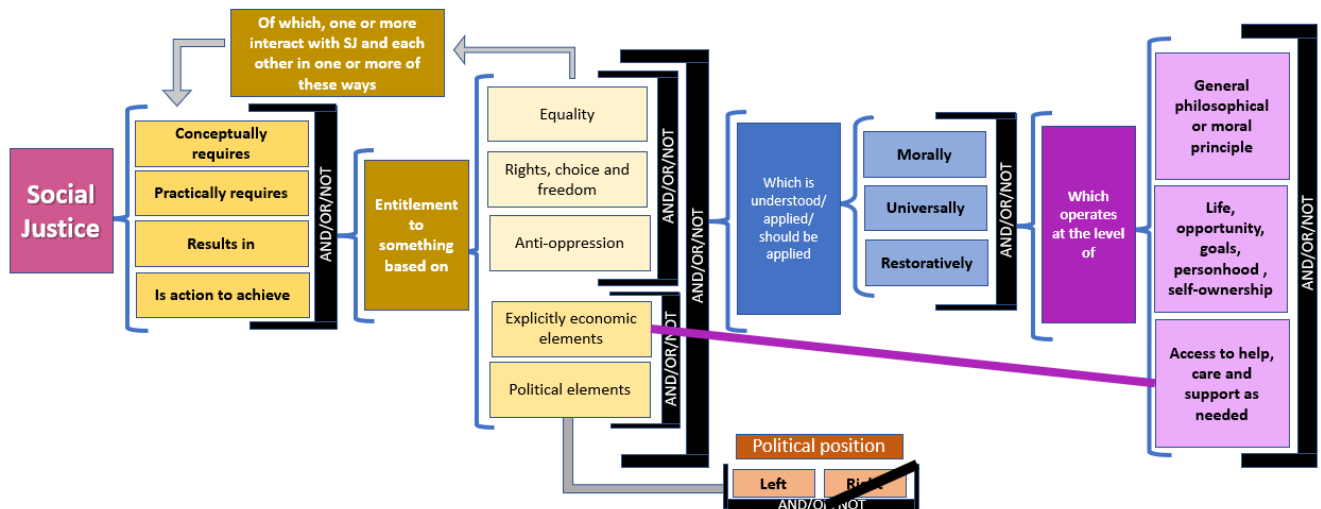 Of which, one or more
interact with SJ and each
other in one or more of
these ways
Social
Justice
Conceptually
requires
Practically requires
Results in
Is action to achieve
AND/OR/NOT
Entitlement
to
something
based on
Equality
Rights, choice and
freedom
Anti-oppression
AND/OR/NOT
Explicitly economic
elements
Political elements
AND/OR/NOT
AND/OR/NOT
Which is
understood/
applied/
should be
applied
Morally
Universally
Restoratively
AND/OR/NOT
Which
operates
at the level
of
General
philosophical
or moral
principle
Life,
opportunity,
goals,
personhood ,
self-ownership
Access to help,
care and
support as
needed
AND/OR/NOT
Political position
Left
Right
AND/OR/NOT